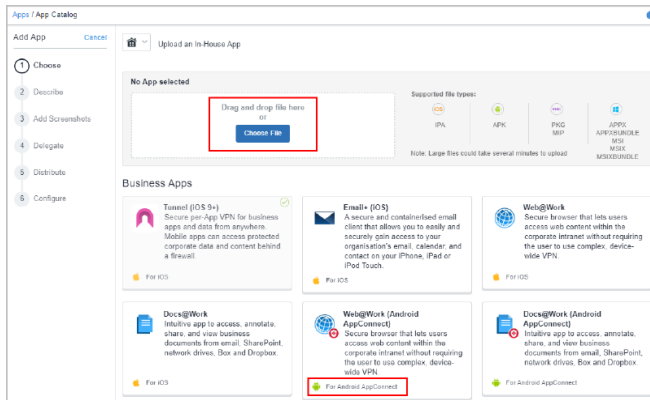 Apps / App Catalog
Add App
Cancel
Upload an In-House App
1 Choose
2 Describe
3 Add Screenshots
4 Delegate
5 Distribute
6 Configure
No App selected
Drag and drop file here
or
Choose File
Supported file types:
iOS
IPA
APK
PKG
MIP
APPX
APPXBUNDLE
MSI
MSIX
MSIXBUNDLE
Note: Large files could take several minutes to upload
Business Apps
Tunnel (iOS 9+)
Secure per-App VPN for business
apps and data from anywhere.
Mobile apps can access protected
corporate data and content behind
a firewall.
For iOS
Email+ (iOS)
A secure and containerised email
client that allows you to easily and
securely gain access to your
organisation's email, calendar, and
contact on your iPhone, iPad or
iPod Touch.
For iOS
Web@Work
Secure browser that lets users
access web content within the
corporate intranet without requiring
the user to use complex, device-
wide VPN.
For iOS
Docs@Work
Intuitive app to access, annotate,
share, and view business
documents from email, SharePoint,
network drives, Box and Dropbox.
For iOS
Web@Work (Android
AppConnect)
Secure browser that lets users
access web content within the
corporate intranet without requiring
the user to use complex, device-
wide VPN.
For Android AppConnect
Docs@Work (Android
AppConnect)
Intuitive app to access, annotate,
share, and view business
documents from email, SharePoint,
network drives, Box and Dropbox.
For Android AppConnect